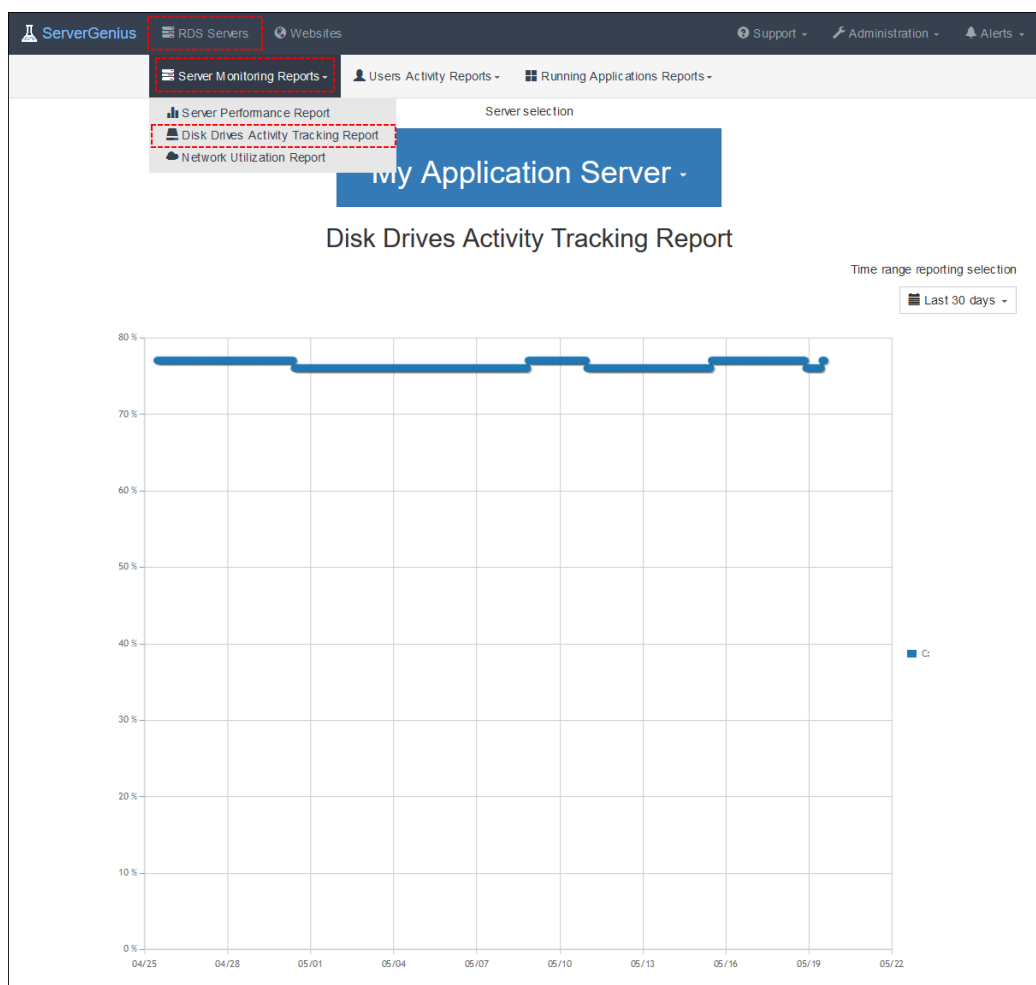 ServerGenius RDS Servers Websites Support Administration Alerts
Server Monitoring Reports Users Activity Reports Running Applications Reports
Server Performance Report
Server selection
Disk Drives Activity Tracking Report
Network Utilization Report
My Application Server
Disk Drives Activity Tracking Report
Time range reporting selection
Last 30 days
80 %
70 %
60 %
50 %
40 %
C:
30 %
20 %
10 %
0 %
04/25 04/28 05/01 05/04 05/07 05/10 05/13 05/16 05/19 05/22